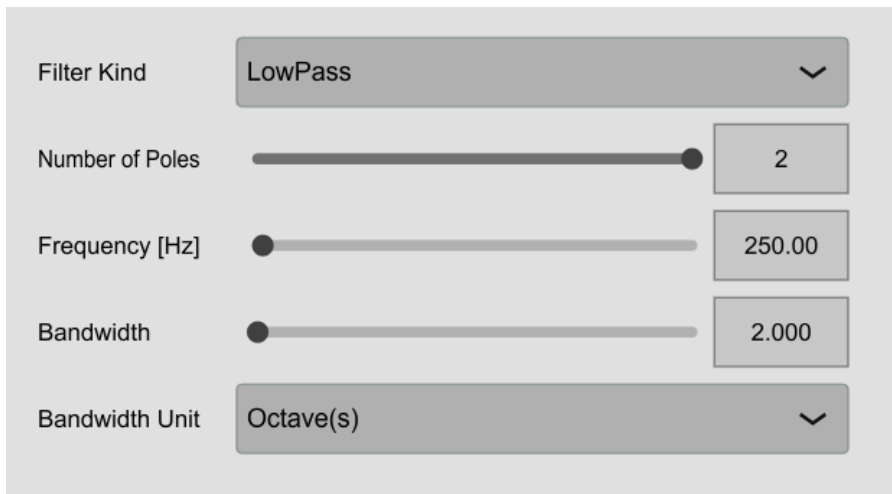 Filter Kind LowPass
Number of Poles 2
Frequency [Hz] 250.00
Bandwidth 2.000
Bandwidth Unit Octave(s)